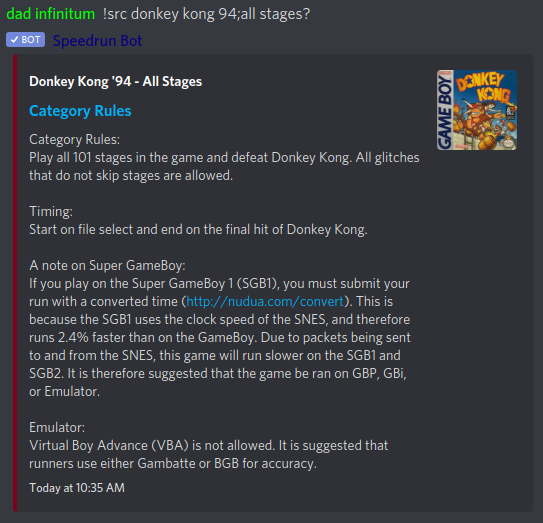 dad infinitum !src donkey kong 94;all stages?
✓ BOT Speedrun Bot
Donkey Kong '94 - All Stages
GAME BOY
DONKEY KONG
Category Rules
Category Rules:
Play all 101 stages in the game and defeat Donkey Kong. All glitches
that do not skip stages are allowed.
Timing:
Start on file select and end on the final hit of Donkey Kong.
A note on Super GameBoy:
If you play on the Super GameBoy 1 (SGB1), you must submit your
run with a converted time (http://nudua.com/convert). This is
because the SGB1 uses the clock speed of the SNES, and therefore
runs 2.4% faster than on the GameBoy. Due to packets being sent
to and from the SNES, this game will run slower on the SGB1 and
SGB2. It is therefore suggested that the game be ran on GBP, GBi,
or Emulator.
Emulator:
Virtual Boy Advance (VBA) is not allowed. It is suggested that
runners use either Gambatte or BGB for accuracy.
Today at 10:35 AM